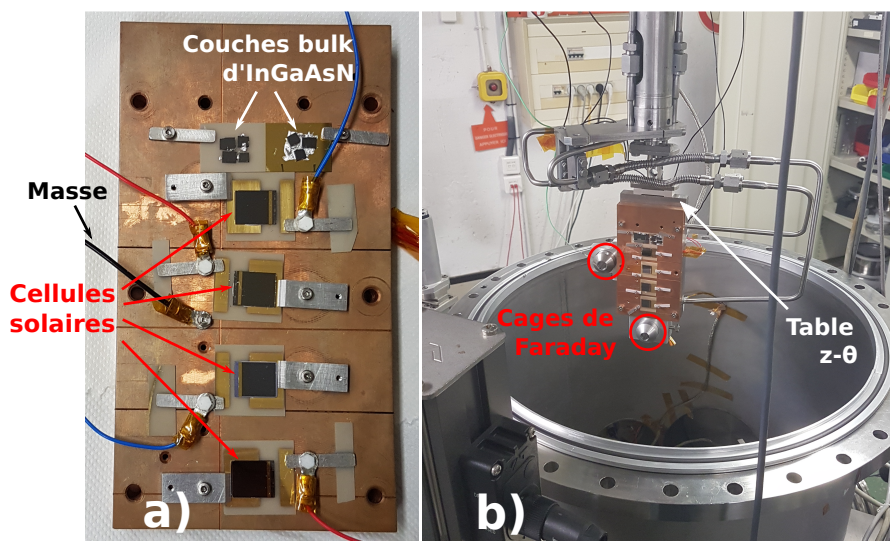 Couches bulk
d'InGaAsN
Masse
Cellules
solaires
a)
Cages de
Faraday
Table
z-θ
b)